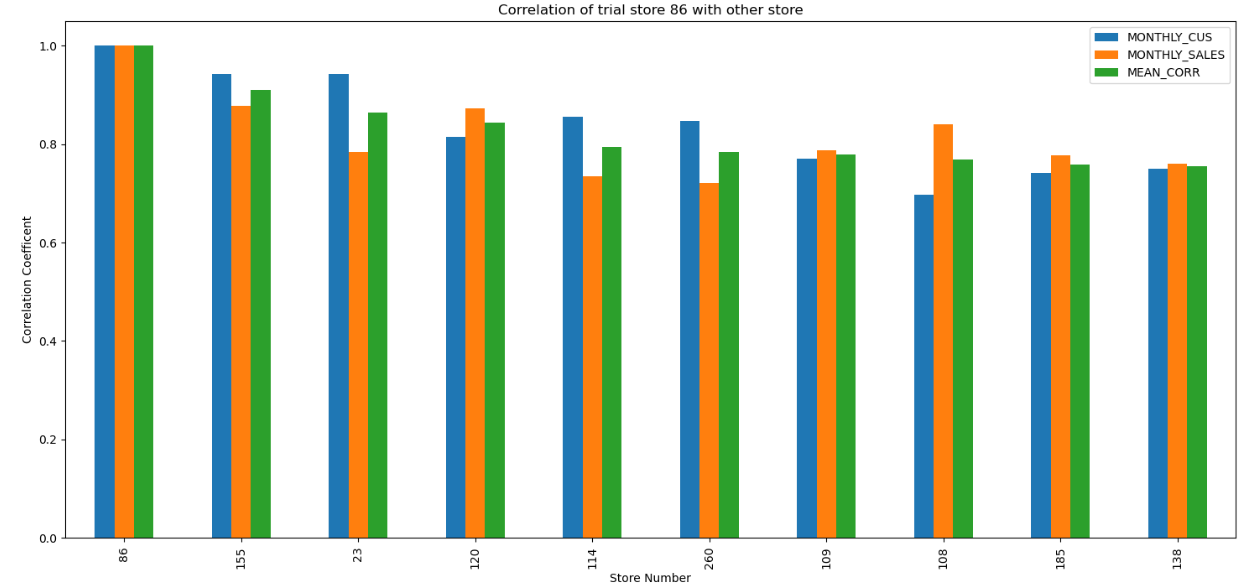 Correlation of trial store 86 with other store
MONTHLY_CUS
MONTHLY_SALES
MEAN_CORR
Correlation Coefficent
1.0
0.8
0.6
0.4
0.2
0.0
86
155
23
120
114
260
109
108
185
138
Store Number